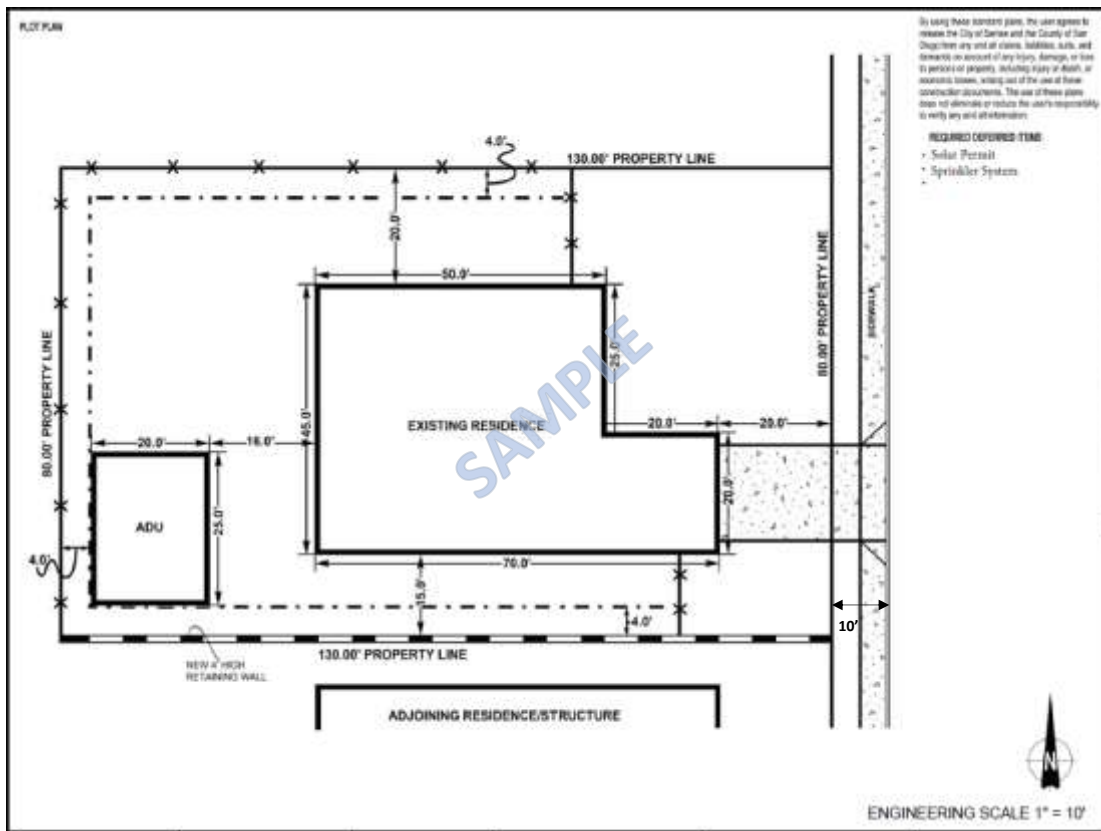 PLOT PLAN
By using these standard plans, the user agrees to
release the City of Santee and the County of San
Diego from any and all claims, liabilities, suits, and
demands on account of any injury, damage, or loss
to persons or property, including injury or death, or
economic losses, arising out of the use of these
construction documents. The use of these plans
does not eliminate or reduce the user's responsibility
to verify any and all information.
REQUIRED DEFERRED ITEMS
• Solar Permit
• Sprinkler System
•
4.0'
130.00' PROPERTY LINE
20.0'
50.0'
80.00' PROPERTY LINE
80.00' PROPERTY LINE
SIDEWALK
25.0'
45.0'
EXISTING RESIDENCE
SAMPLE
20.0'
20.0'
20.0'
16.0'
ADU
25.0'
20.0'
4.0'
70.0'
15.0'
4.0'
10'
NEW 4' HIGH
RETAINING WALL
130.00' PROPERTY LINE
ADJOINING RESIDENCE/STRUCTURE
N
ENGINEERING SCALE 1" = 10'